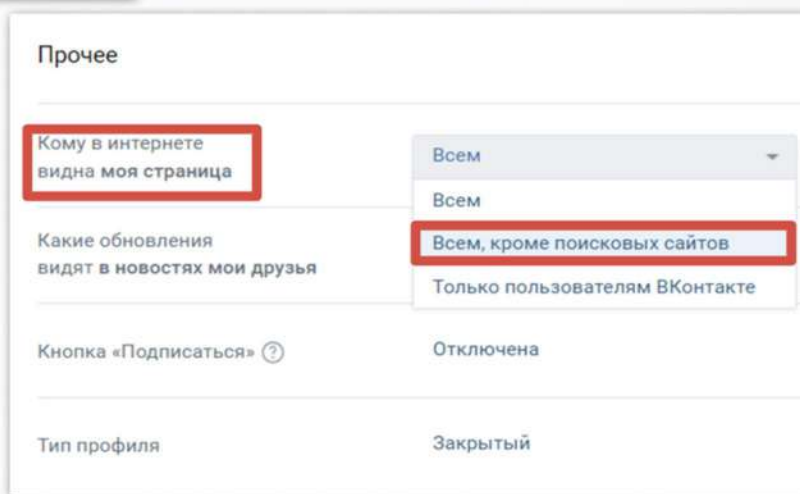 Прочее
Кому в интернете
видна моя страница
Всем
Всем
Всем, кроме поисковых сайтов
Только пользователям ВКонтакте
Какие обновления
видят в новостях мои друзья
Кнопка «Подписаться» ?
Отключена
Тип профиля
Закрытый